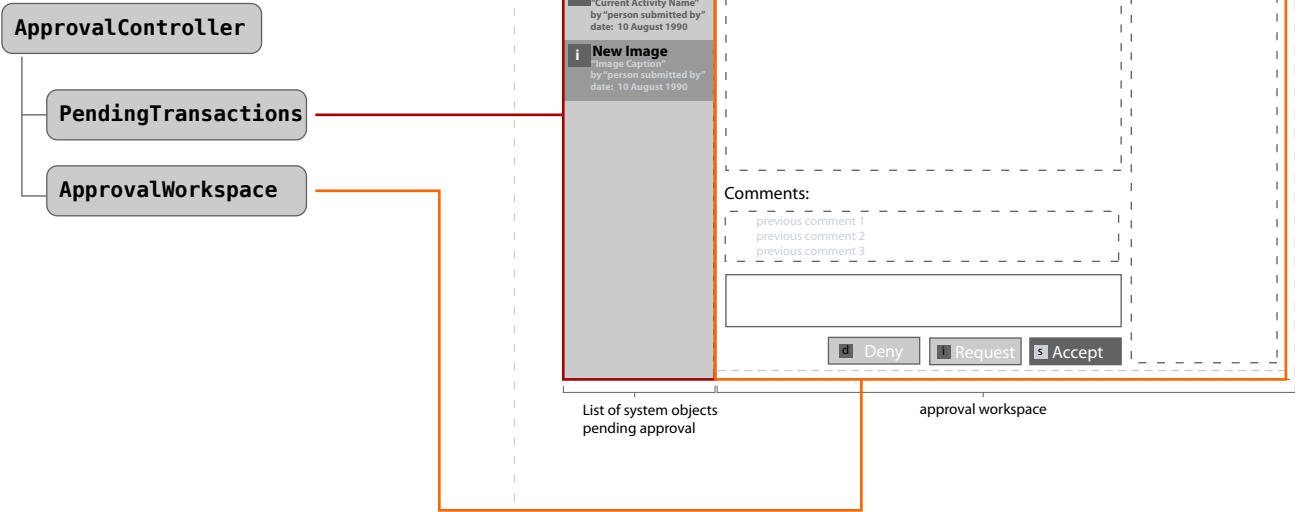 ApprovalController
PendingTransactions
ApprovalWorkspace
"Current Activity Name"
by "person submitted by"
date: 10 August 1990
i
New Image
"Image Caption"
by "person submitted by"
date: 10 August 1990
Comments:
previous comment 1
previous comment 2
previous comment 3
d Deny
i Request
s Accept
List of system objects
pending approval
approval workspace